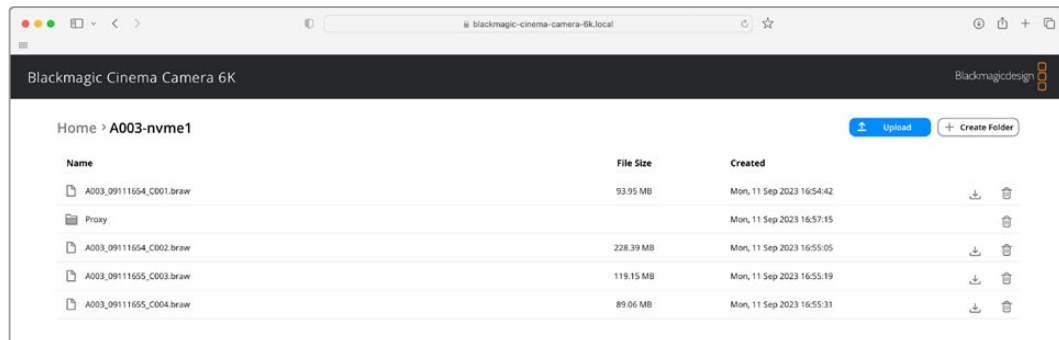 blackmagic-cinema-camera-6k.local
Blackmagic Cinema Camera 6K
Blackmagicdesign
Home > A003-nvme1
Upload
+ Create Folder
Name File Size Created
A003_09111654_C001.braw 93.95 MB Mon, 11 Sep 2023 16:54:42
Proxy Mon, 11 Sep 2023 16:57:15
A003_09111654_C002.braw 228.39 MB Mon, 11 Sep 2023 16:55:05
A003_09111655_C003.braw 119.15 MB Mon, 11 Sep 2023 16:55:19
A003_09111655_C004.braw 89.06 MB Mon, 11 Sep 2023 16:55:31